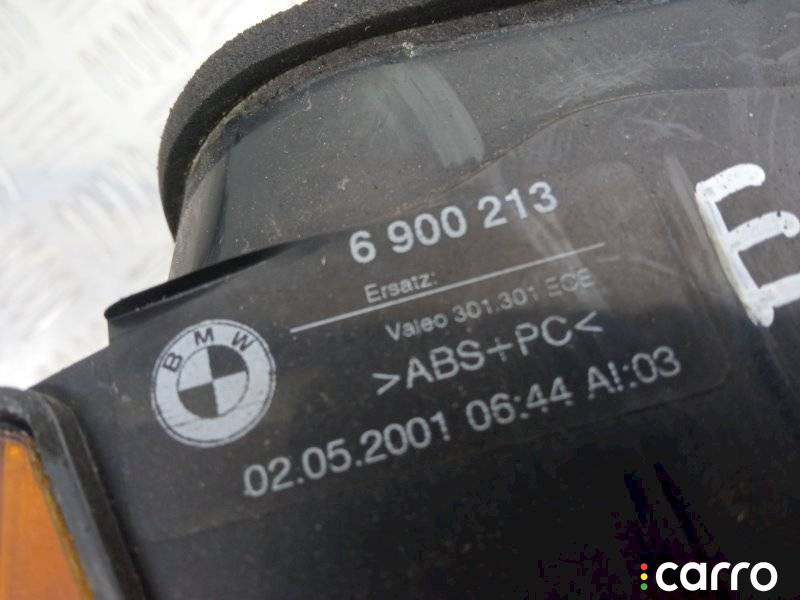 6 900 213
Ersatz:
Valeo 301.301 ECE
BMW
>ABS+PC<
02.05.2001 06:44 AI:03
E
carro